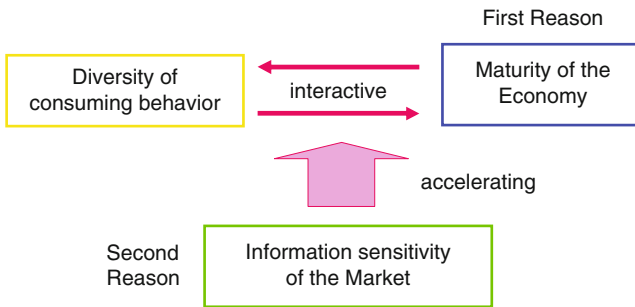 First Reason
Diversity of
consuming behavior
interactive
Maturity of the
Economy
accelerating
Second
Reason
Information sensitivity
of the Market